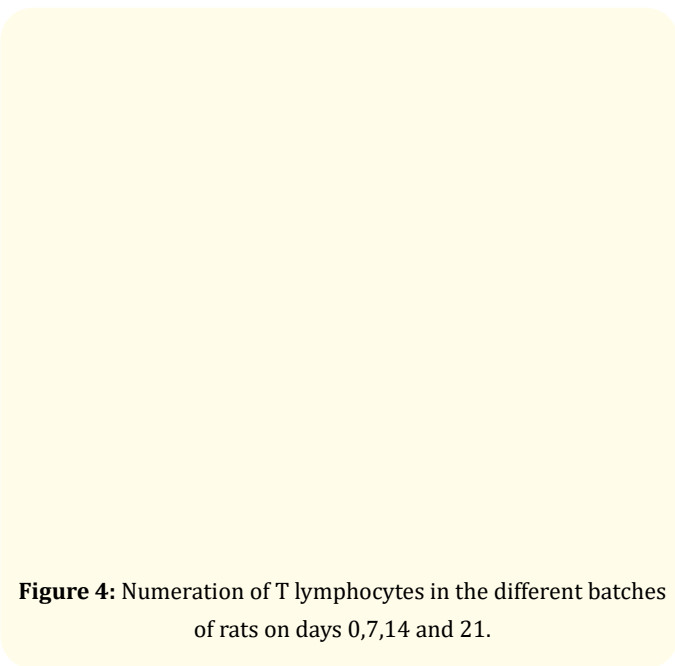 Figure 4: Numeration of T lymphocytes in the different batches
of rats on days 0,7,14 and 21.